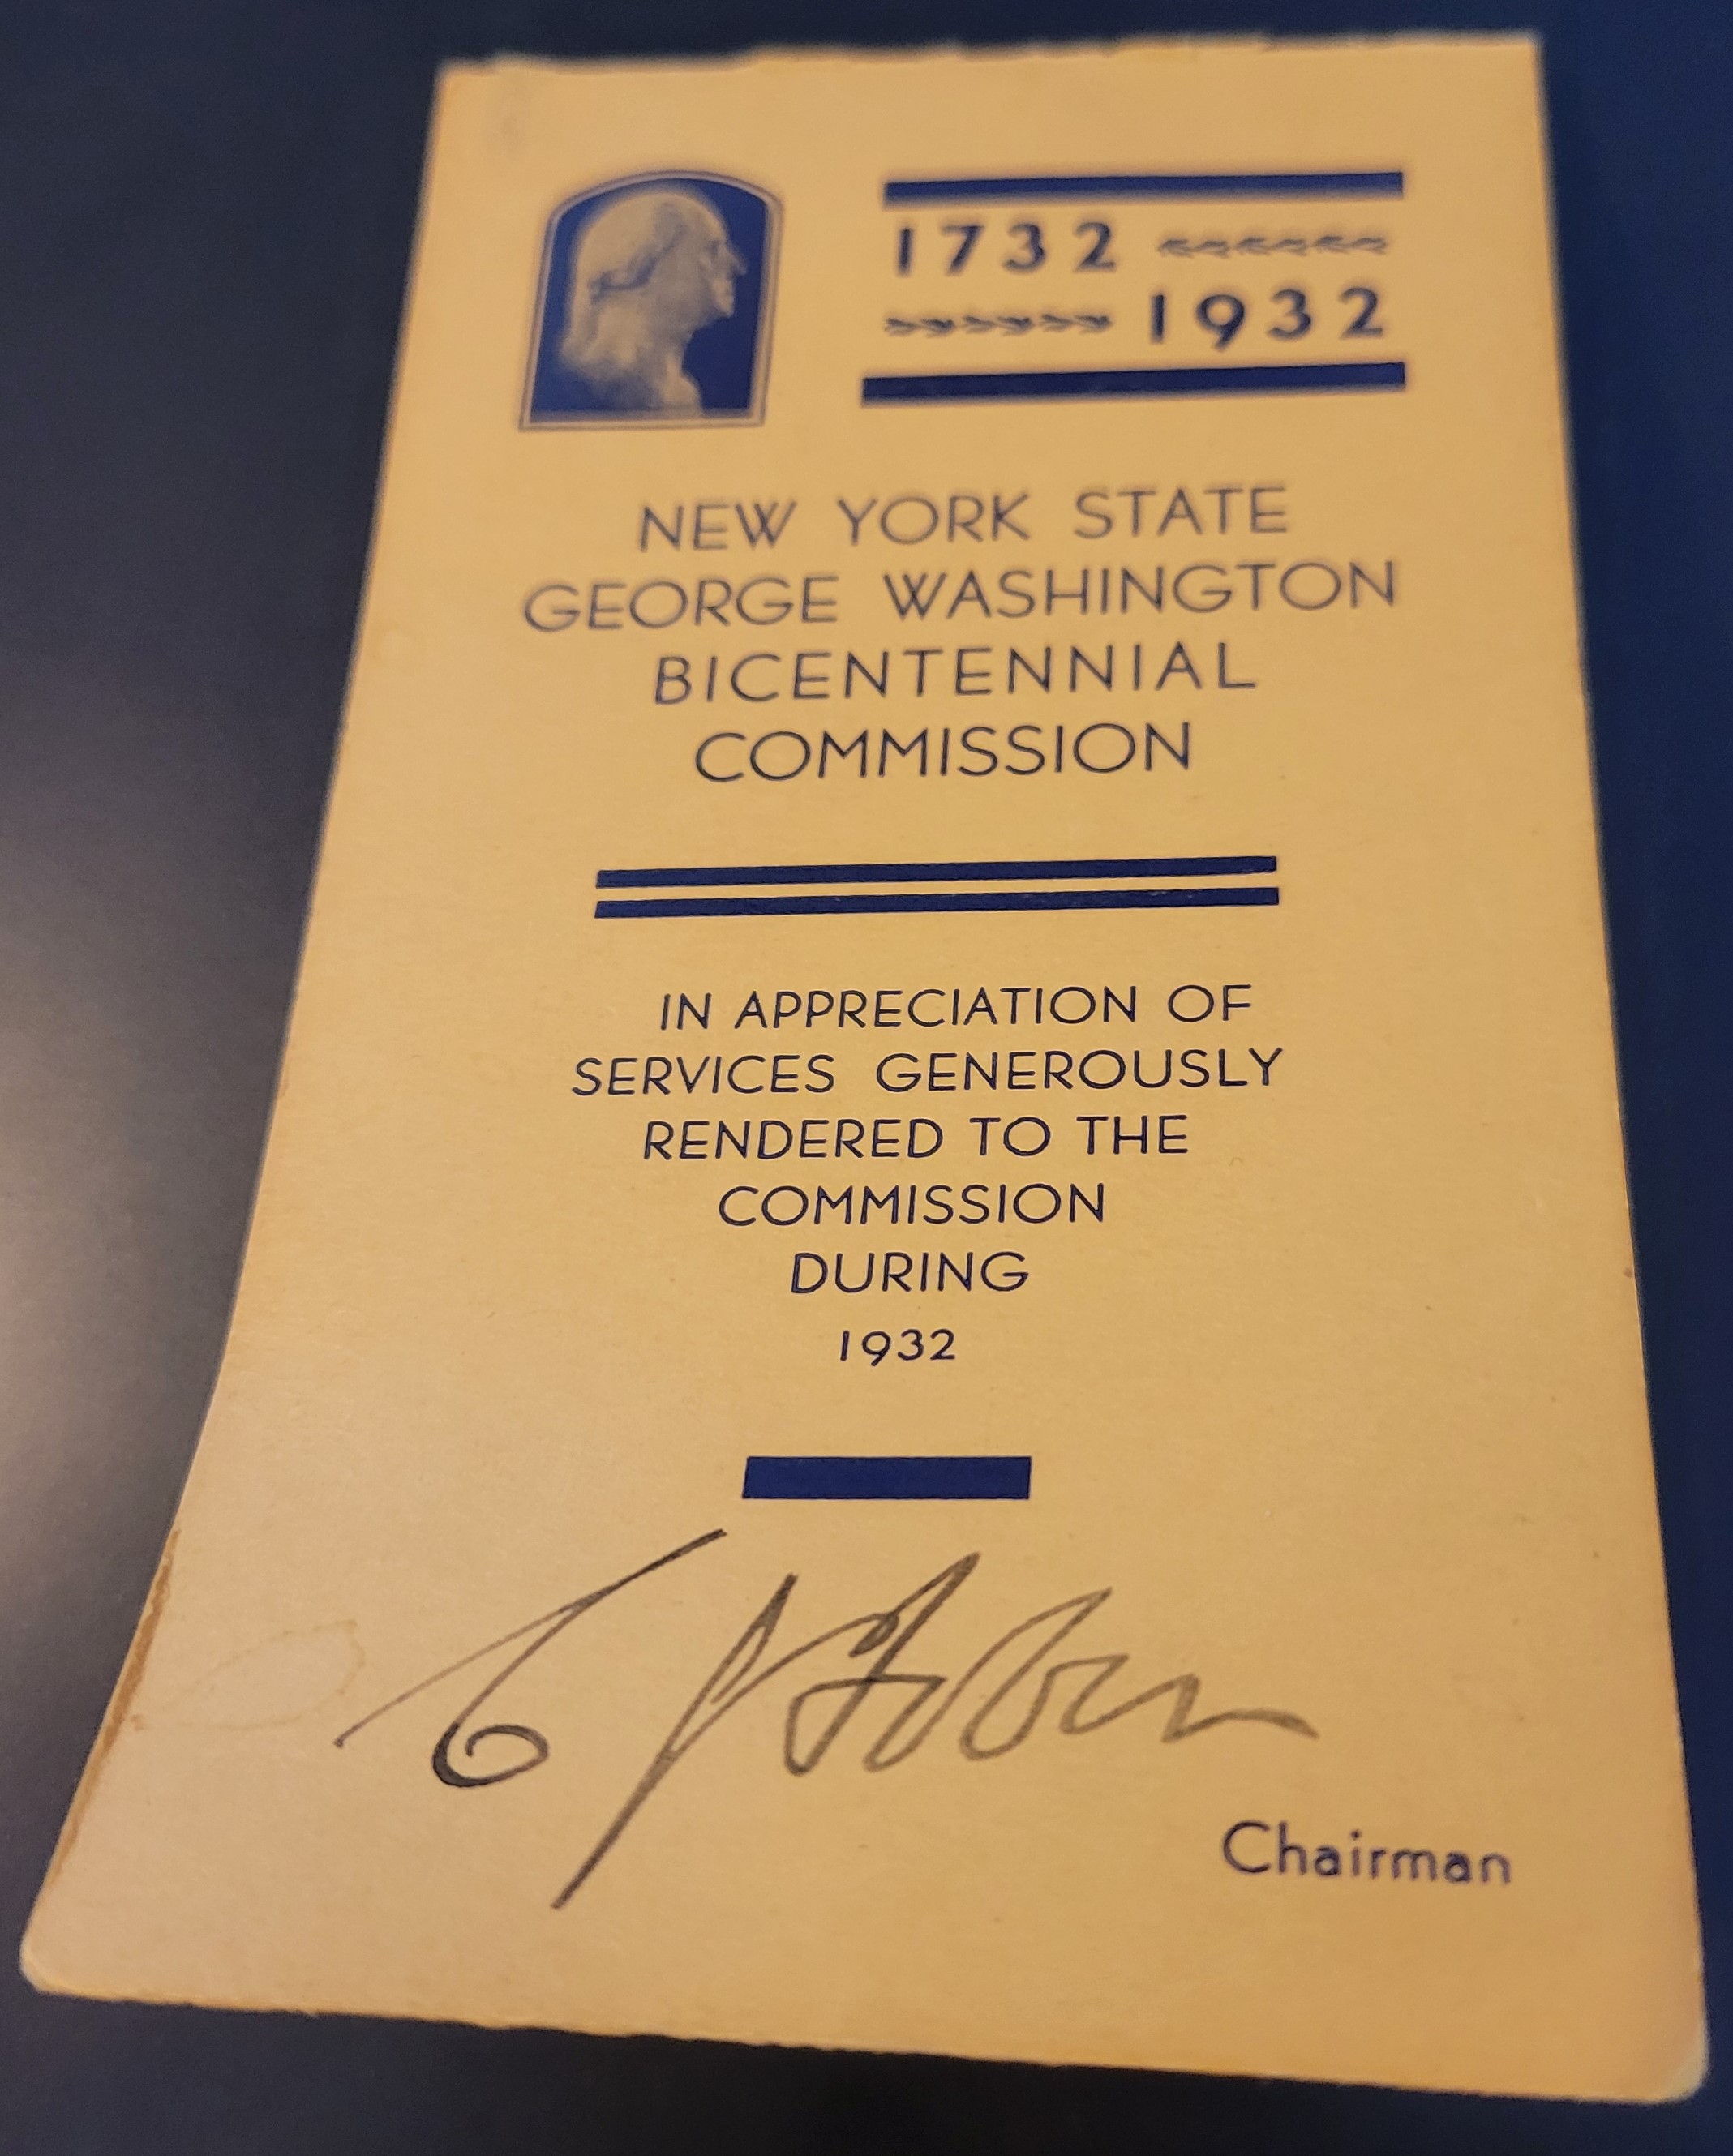 1732
1932
NEW YORK STATE
GEORGE WASHINGTON
BICENTENNIAL
COMMISSION
IN APPRECIATION OF
SERVICES GENEROUSLY
RENDERED TO THE
COMMISSION
DURING
1932
Chairman